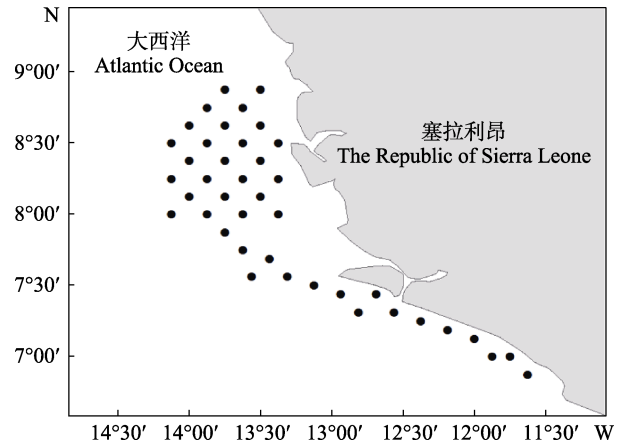 N
大西洋
Atlantic Ocean
9°00′
塞拉利昂
The Republic of Sierra Leone
8°30′
8°00′
7°30′
7°00′
14°30′ 14°00′ 13°30′ 13°00′ 12°30′ 12°00′ 11°30′ W